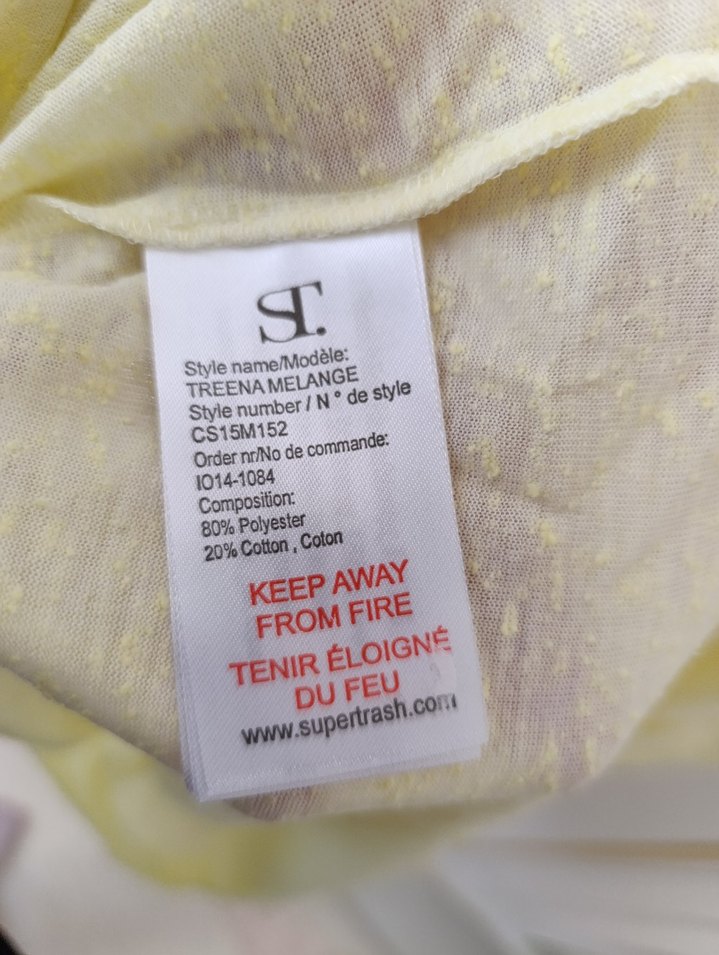 ST.
Style name/Modèle:
TREENA MELANGE
Style number / N ° de style
CS15M152
Order nr/No de commande:
IO14-1084
Composition:
80% Polyester
20% Cotton , Coton
KEEP AWAY
FROM FIRE
TENIR ÉLOIGNÉ
DU FEU
www.supertrash.com